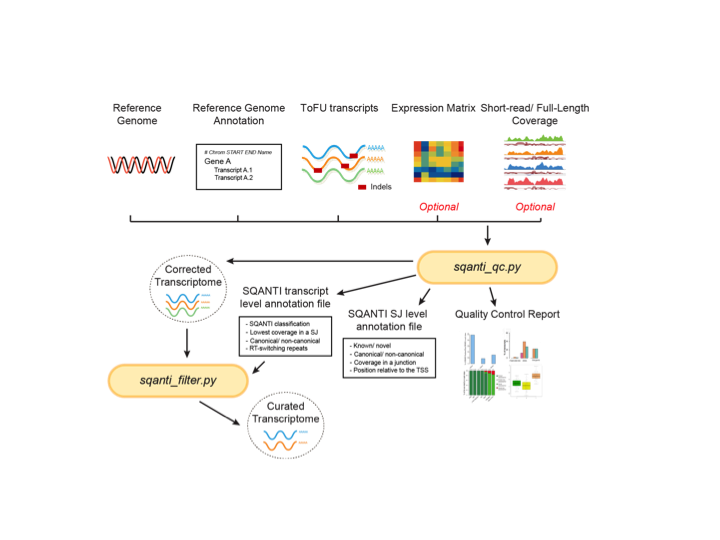 Reference
Genome
Reference Genome
Annotation
ToFU transcripts
Expression Matrix
Short-read/ Full-Length
Coverage
# Chrom START END Name
Gene A
Transcript A.1
Transcript A.2
AAAAA
AAAAA
AAAAA
Indels
Optional
Optional
sqanti_qc.py
Corrected
Transcriptome
SQANTI transcript
level annotation file
- SQANTI classification
- Lowest coverage in a SJ
- Canonical/ non-canonical
- RT-switching repeats
SQANTI SJ level
annotation file
- Known/ novel
- Canonical/ non-canonical
- Coverage in a junction
- Position relative to the TSS
Quality Control Report
sqanti_filter.py
Curated
Transcriptome